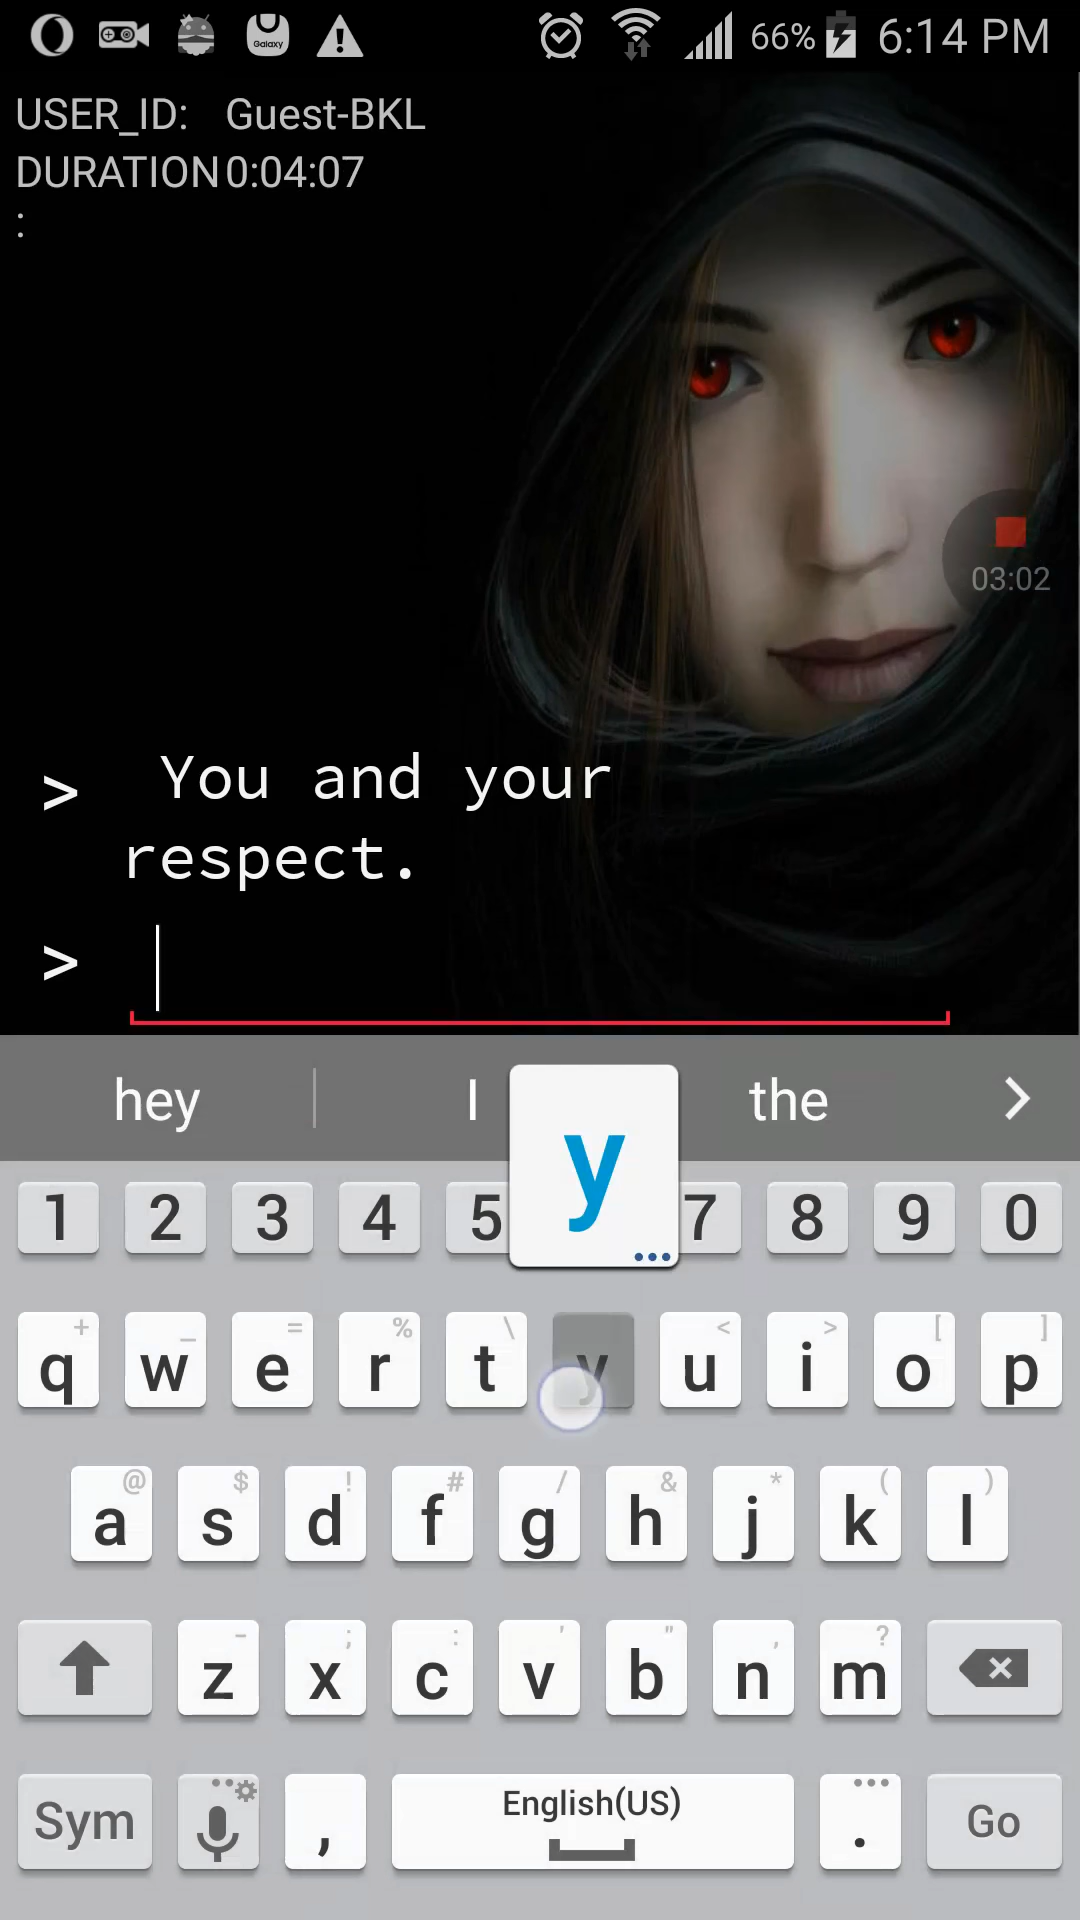 Galaxy
66% 6:14 PM
USER_ID: Guest-BKL
DURATION 0:04:07
:
03:02
> You and your
respect.
>
hey I the >
1 2 3 4 5 7 8 9 0
y
+ _ = % \ < > [ ]
q w e r t y u i o p
@ $ ! # / & * ( )
a s d f g h j k l
- ; : ' " , ?
z x c v b n m
Sym , English(US) . Go